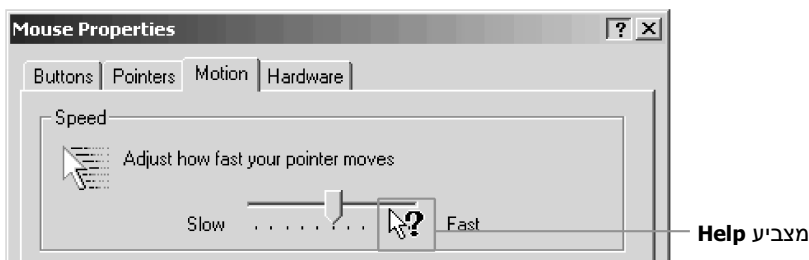 Mouse Properties
Buttons Pointers Motion Hardware
Speed
Adjust how fast your pointer moves
Slow Fast
מצביע Help